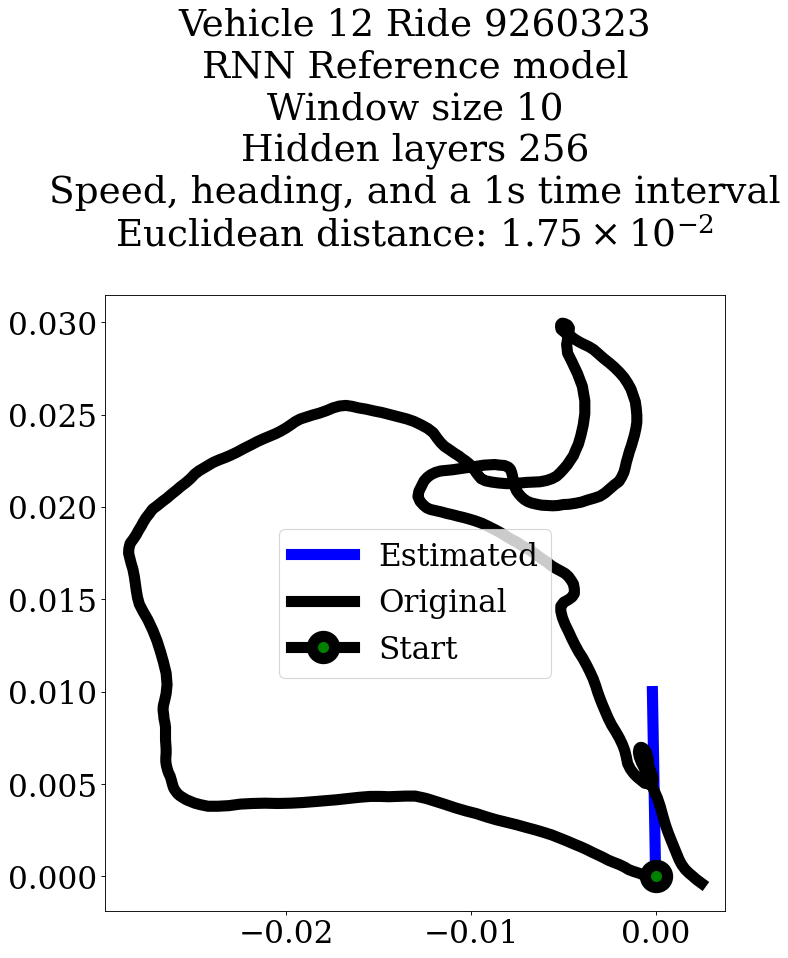 Vehicle 12 Ride 9260323
RNN Reference model
Window size 10
Hidden layers 256
Speed, heading, and a 1s time interval
Euclidean distance: 1.75 × 10⁻²
0.030
0.025
0.020
0.015
0.010
0.005
0.000
Estimated
Original
Start
−0.02 −0.01 0.00